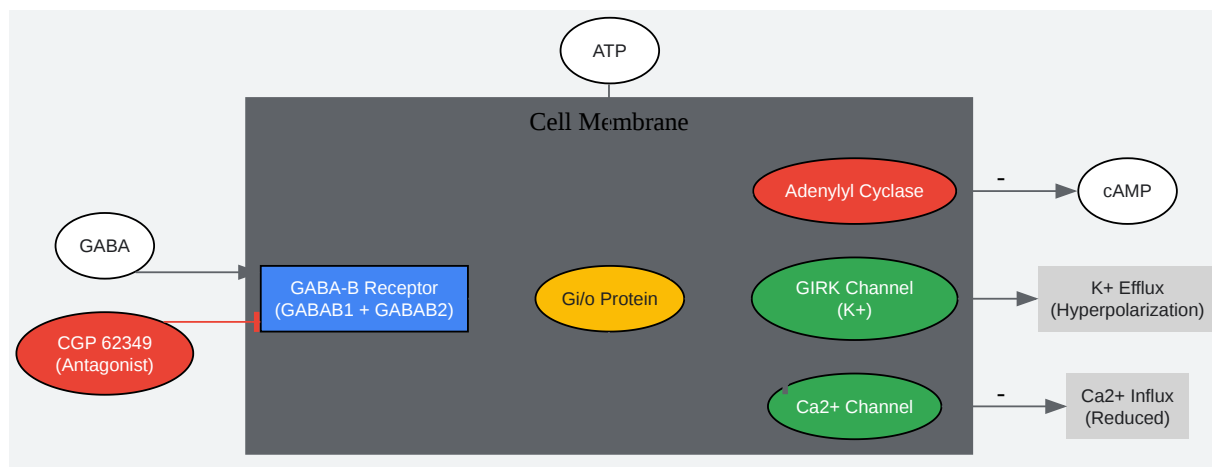 ATP
Cell Membrane
Adenylyl Cyclase
-
cAMP
GABA
GABA-B Receptor
(GABAB1 + GABAB2)
Gi/o Protein
GIRK Channel
(K+)
K+ Efflux
(Hyperpolarization)
CGP 62349
(Antagonist)
Ca2+ Channel
-
Ca2+ Influx
(Reduced)